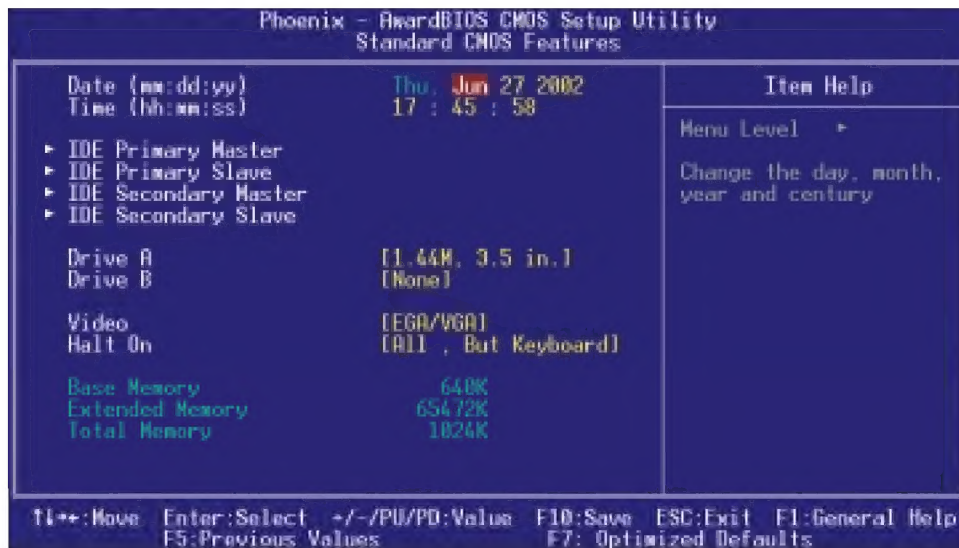 Phoenix - AwardBIOS CMOS Setup Utility
Standard CMOS Features
Date (mm:dd:yy) Thu, Jun 27 2002
Time (hh:mm:ss) 17 : 45 : 58
► IDE Primary Master
► IDE Primary Slave
► IDE Secondary Master
► IDE Secondary Slave
Drive A [1.44M, 3.5 in.]
Drive B [None]
Video [EGA/VGA]
Halt On [All , But Keyboard]
Base Memory 640K
Extended Memory 65472K
Total Memory 1024K
Item Help
Menu Level ►
Change the day, month,
year and century
↑↓→←:Move Enter:Select +/-/PU/PD:Value F10:Save ESC:Exit F1:General Help
F5:Previous Values F7: Optimized Defaults